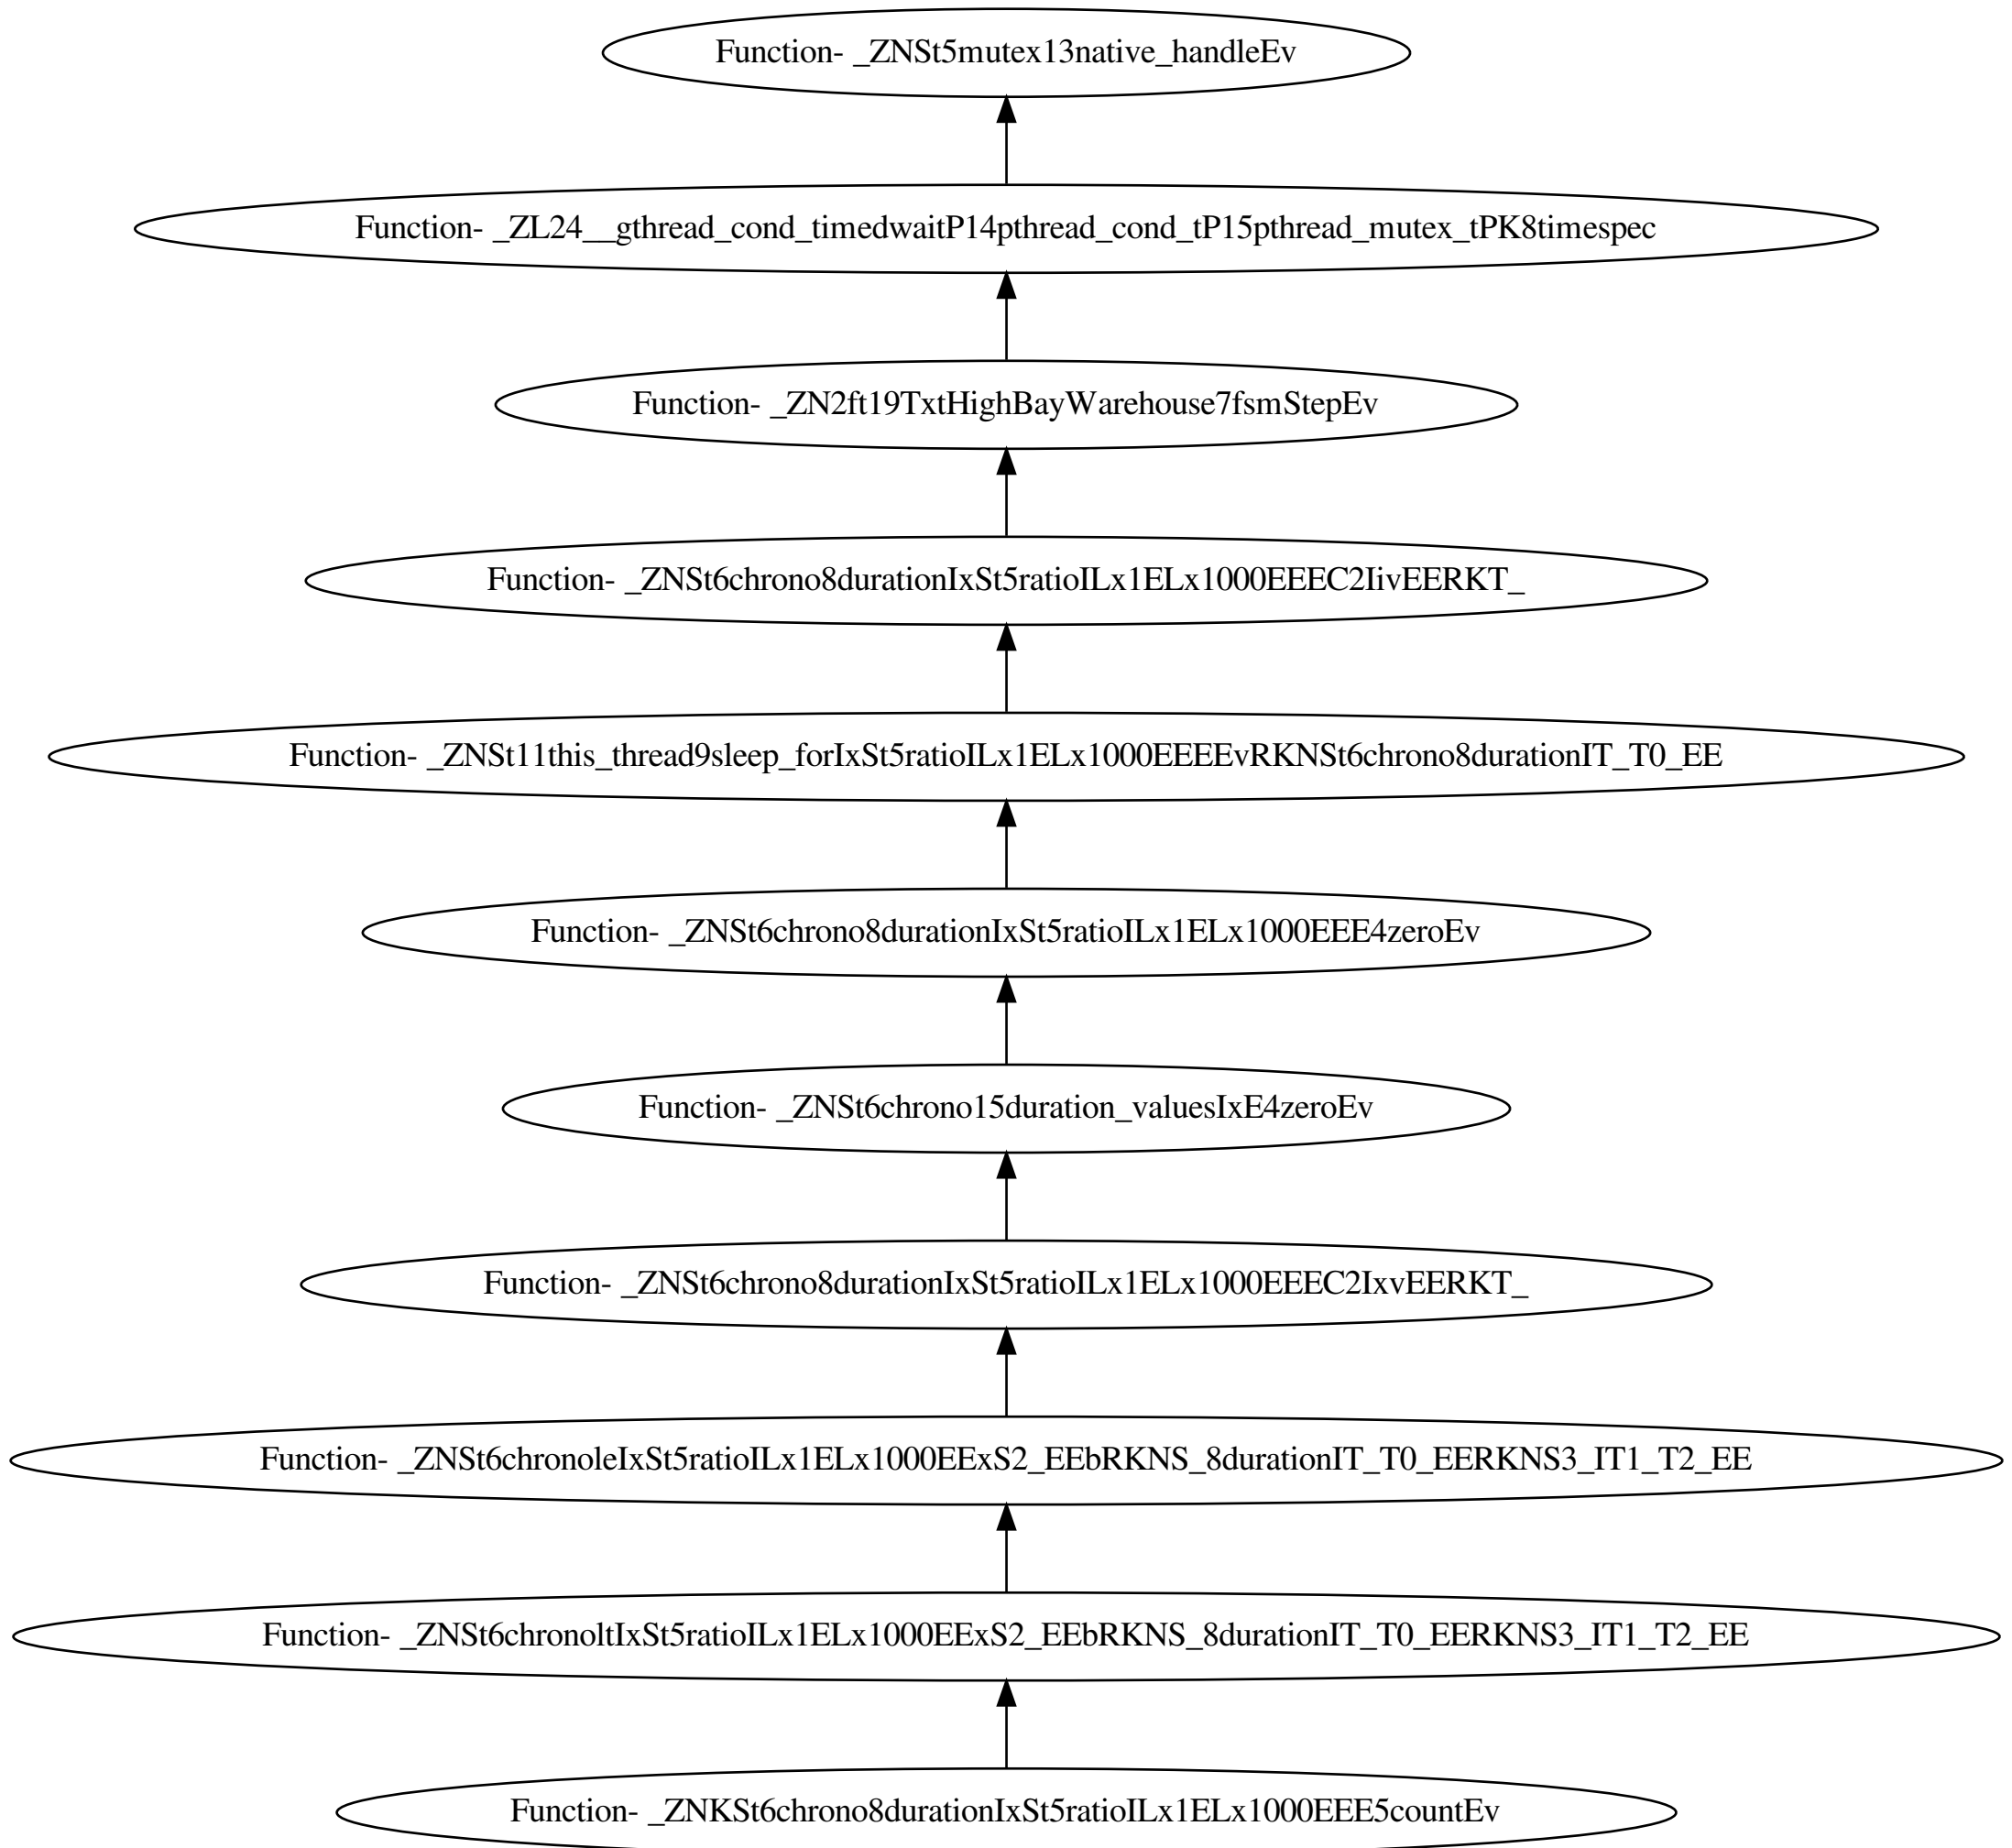 Function- _ZNSt5mutex13native_handleEv
Function- _ZL24__gthread_cond_timedwaitP14pthread_cond_tP15pthread_mutex_tPK8timespec
Function- _ZN2ft19TxtHighBayWarehouse7fsmStepEv
Function- _ZNSt6chrono8durationIxSt5ratioILx1ELx1000EEEC2IivEERKT_
Function- _ZNSt11this_thread9sleep_forIxSt5ratioILx1ELx1000EEEEvRKNSt6chrono8durationIT_T0_EE
Function- _ZNSt6chrono8durationIxSt5ratioILx1ELx1000EEE4zeroEv
Function- _ZNSt6chrono15duration_valuesIxE4zeroEv
Function- _ZNSt6chrono8durationIxSt5ratioILx1ELx1000EEEC2IxvEERKT_
Function- _ZNSt6chronoleIxSt5ratioILx1ELx1000EExS2_EEbRKNS_8durationIT_T0_EERKNS3_IT1_T2_EE
Function- _ZNSt6chronoltIxSt5ratioILx1ELx1000EExS2_EEbRKNS_8durationIT_T0_EERKNS3_IT1_T2_EE
Function- _ZNKSt6chrono8durationIxSt5ratioILx1ELx1000EEE5countEv